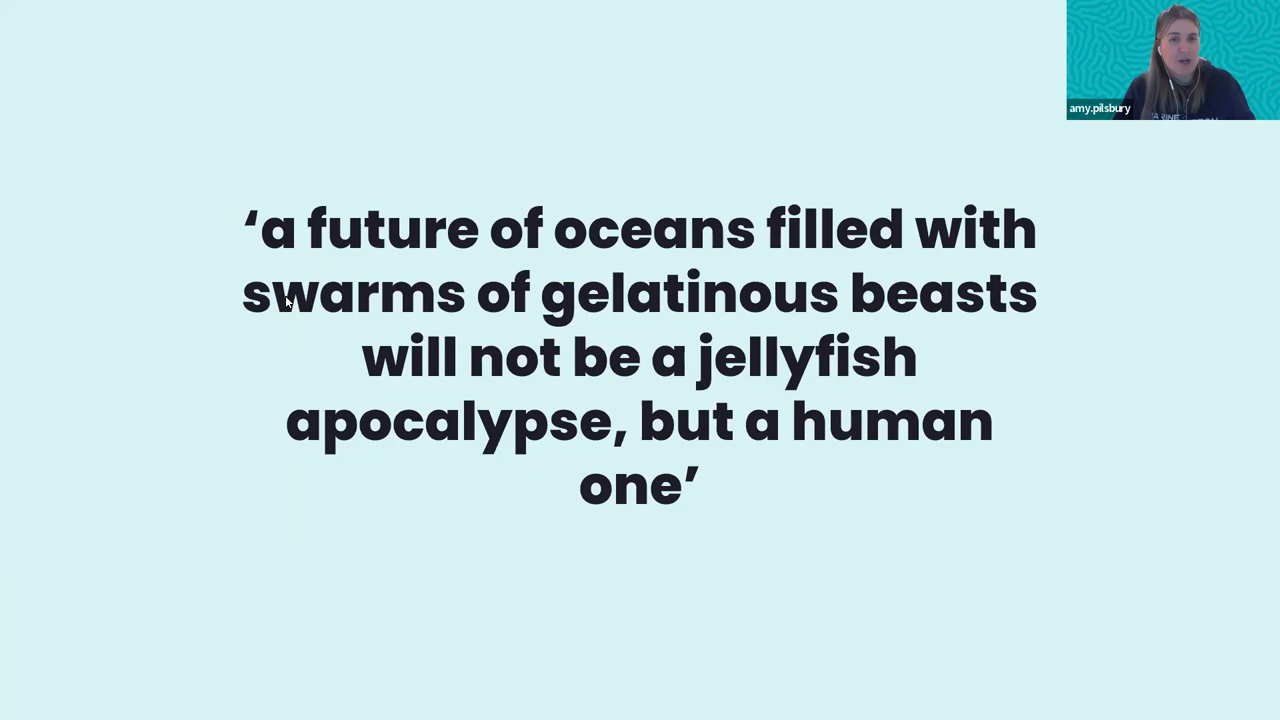 amy.pilsbury
‘a future of oceans filled with
swarms of gelatinous beasts
will not be a jellyfish
apocalypse, but a human
one’